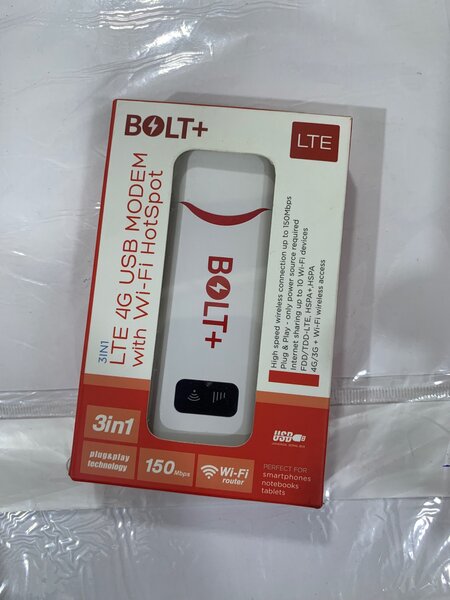 BOLT+
LTE
3IN1
LTE 4G USB MODEM
with Wi-Fi HotSpot
BOLT+
High speed wireless connection up to 150Mbps
Plug & Play - only power source required
Internet sharing up to 10 Wi-Fi devices
FDD/TDD-LTE, HSPA+,HSPA
4G/3G + Wi-Fi wireless access
3in1
plug&play
technology
150Mbps
Wi-Fi
router
USB
PERFECT FOR
smartphones
notebooks
tablets